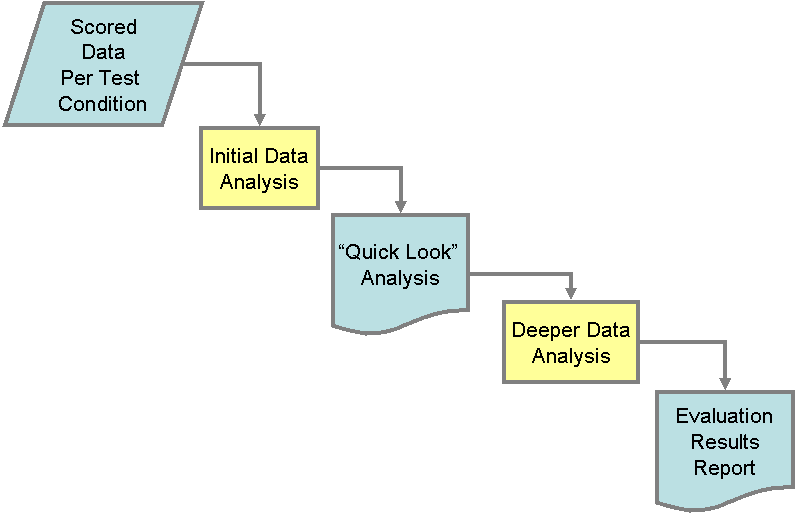 Scored
Data
Per Test
Condition
Initial Data
Analysis
“Quick Look”
Analysis
Deeper Data
Analysis
Evaluation
Results
Report